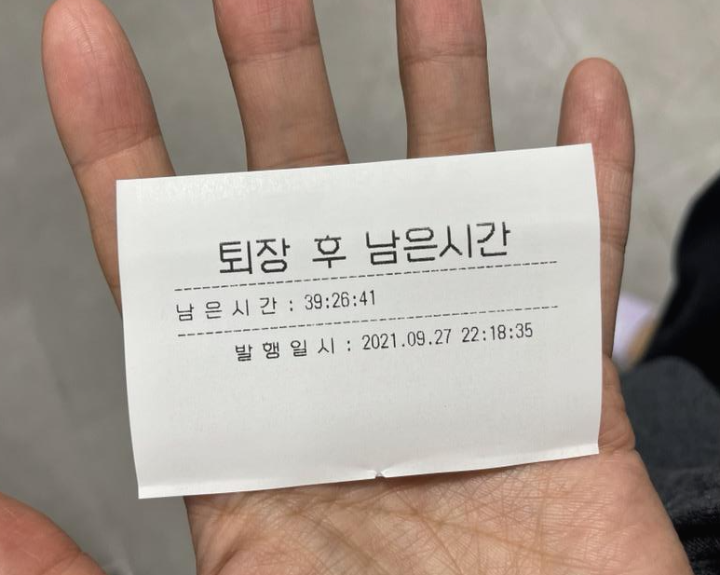 퇴장 후 남은시간
남 은 시 간 : 39:26:41
발 행 일 시 : 2021.09.27 22:18:35